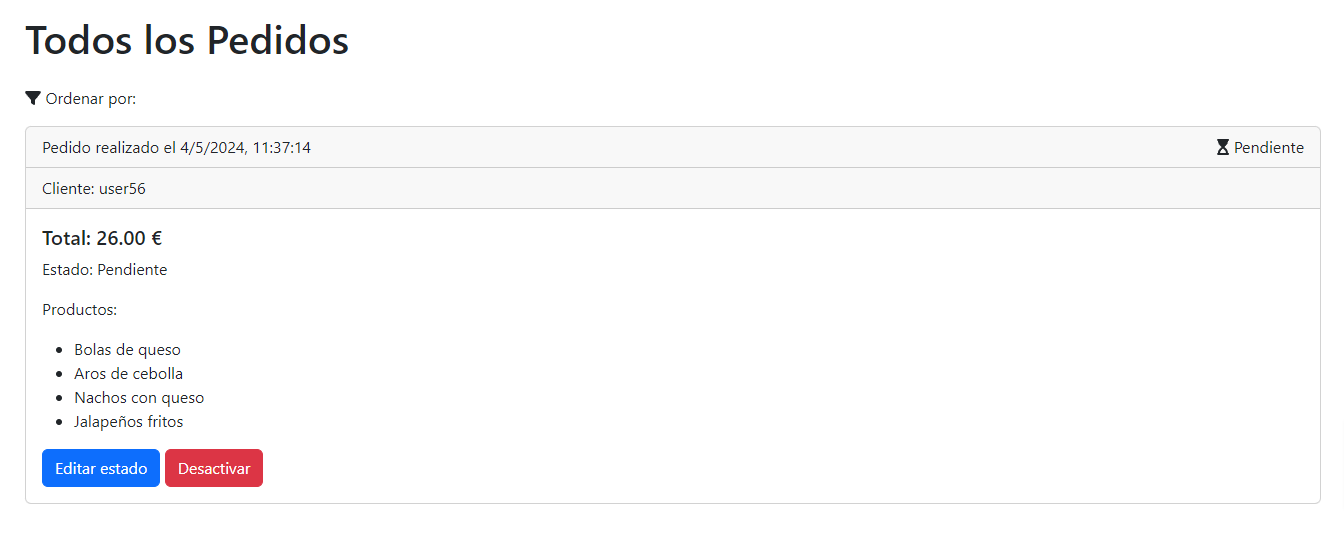 Todos los Pedidos
Ordenar por:
Pedido realizado el 4/5/2024, 11:37:14
Pendiente
Cliente: user56
Total: 26.00 €
Estado: Pendiente
Productos:
Bolas de queso
Aros de cebolla
Nachos con queso
Jalapeños fritos
Editar estado
Desactivar